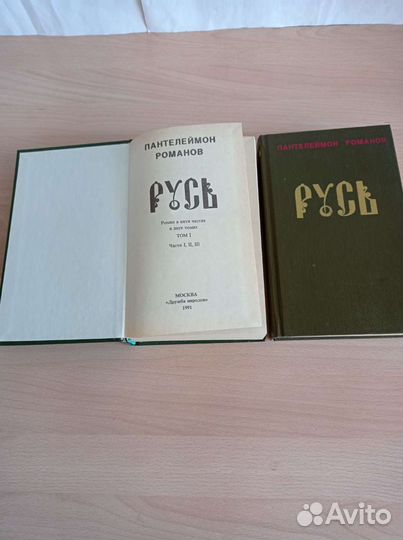 ПАНТЕЛЕЙМОН
РОМАНОВ
РУСЬ
Роман в пяти частях
в двух томах
ТОМ 1
Части I, II, III
МОСКВА
«Дружба народов»
1991
ПАНТЕЛЕЙМОН РОМАНОВ
РУСЬ
Avito